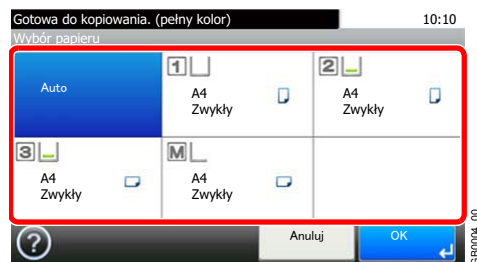 Gotowa do kopiowania. (pełny kolor) 10:10
Wybór papieru
Auto
1
A4
Zwykły
2
A4
Zwykły
3
A4
Zwykły
M
A4
Zwykły
?
Anuluj
OK
GB0004_00